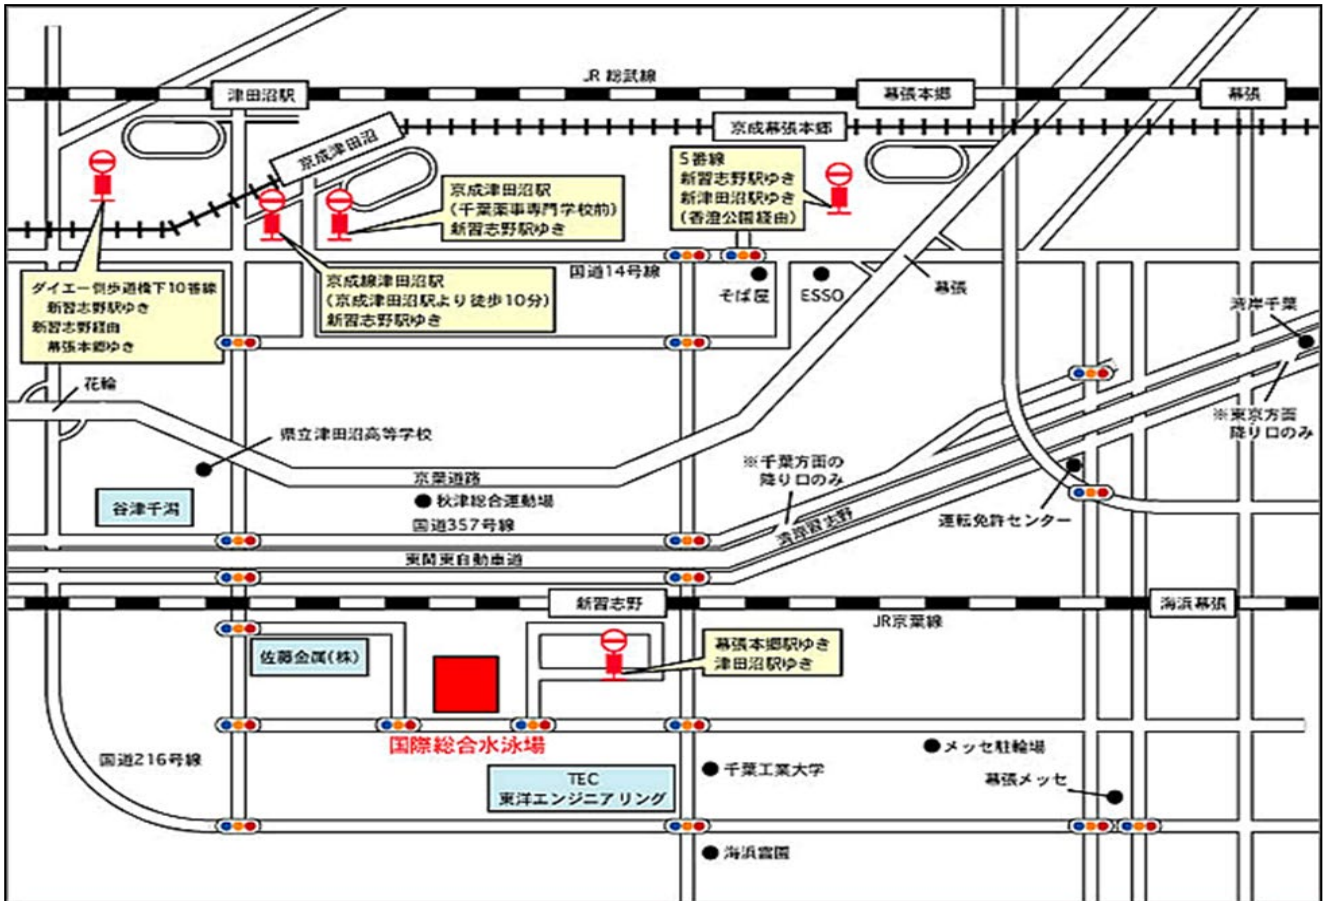 JR 総武線
津田沼駅
幕張本郷
幕張
京成幕張本郷
京成津田沼
5番線
新習志野駅ゆき
新津田沼駅ゆき
(香澄公園経由)
京成津田沼駅
(千葉薬事専門学校前)
新習志野駅ゆき
国道14号線
京成線津田沼駅
(京成津田沼駅より徒歩10分)
新習志野駅ゆき
ダイエー側歩道橋下10番線
新習志野駅ゆき
新習志野経由
幕張本郷ゆき
そば屋
ESSO
幕張
湾岸千葉
花輪
※東京方面
降り口のみ
県立津田沼高等学校
※千葉方面の
降り口のみ
京葉道路
谷津干潟
秋津総合運動場
国道357号線
湾岸習志野
運転免許センター
東関東自動車道
新習志野
海浜幕張
JR京葉線
佐藤金属(株)
幕張本郷駅ゆき
津田沼駅ゆき
国際総合水泳場
国道216号線
メッセ駐輪場
千葉工業大学
幕張メッセ
TEC
東洋エンジニアリング
海浜霊園